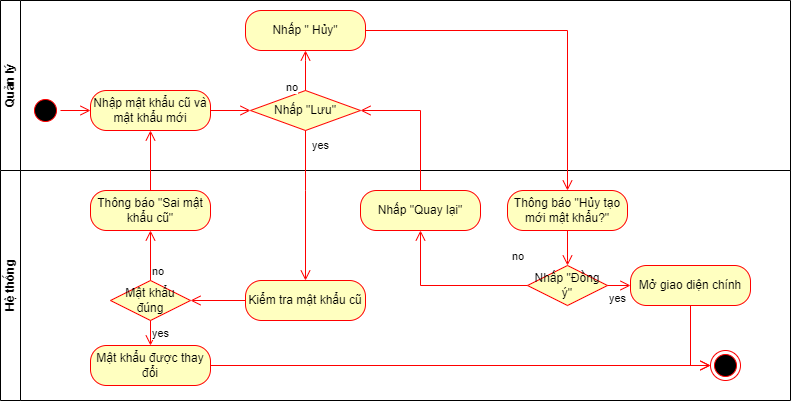 Quản lý
Nhấp " Hủy"
no
Nhập mật khẩu cũ và
mật khẩu mới
Nhấp "Lưu"
yes
Hệ thống
Thông báo "Sai mật
khẩu cũ"
Nhấp "Quay lại"
Thông báo "Hủy tạo
mới mật khẩu?"
no
no
Mật khẩu
đúng
Kiểm tra mật khẩu cũ
Nhấp "Đồng
ý"
yes
Mở giao diện chính
yes
Mật khẩu được thay
đổi